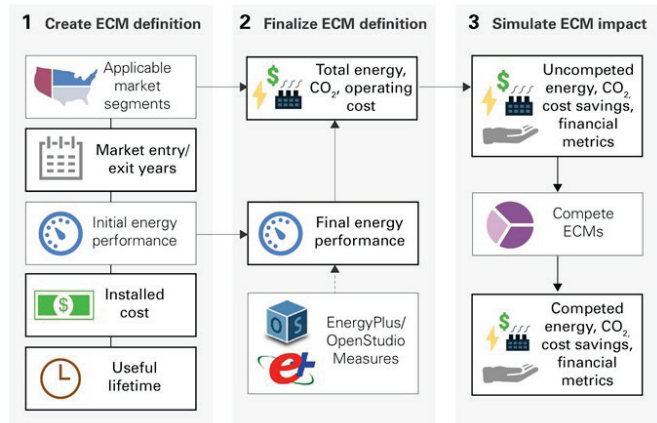 1 Create ECM definition
Applicable
market
segments
Market entry/
exit years
Initial energy
performance
$
Installed
cost
Useful
lifetime
2 Finalize ECM definition
$
Total energy,
CO₂, operating
cost
Final energy
performance
O S
e+
EnergyPlus/
OpenStudio
Measures
3 Simulate ECM impact
$
Uncompeted
energy, CO₂,
cost savings,
financial
metrics
Compete
ECMs
$
Competed
energy, CO₂,
cost savings,
financial
metrics